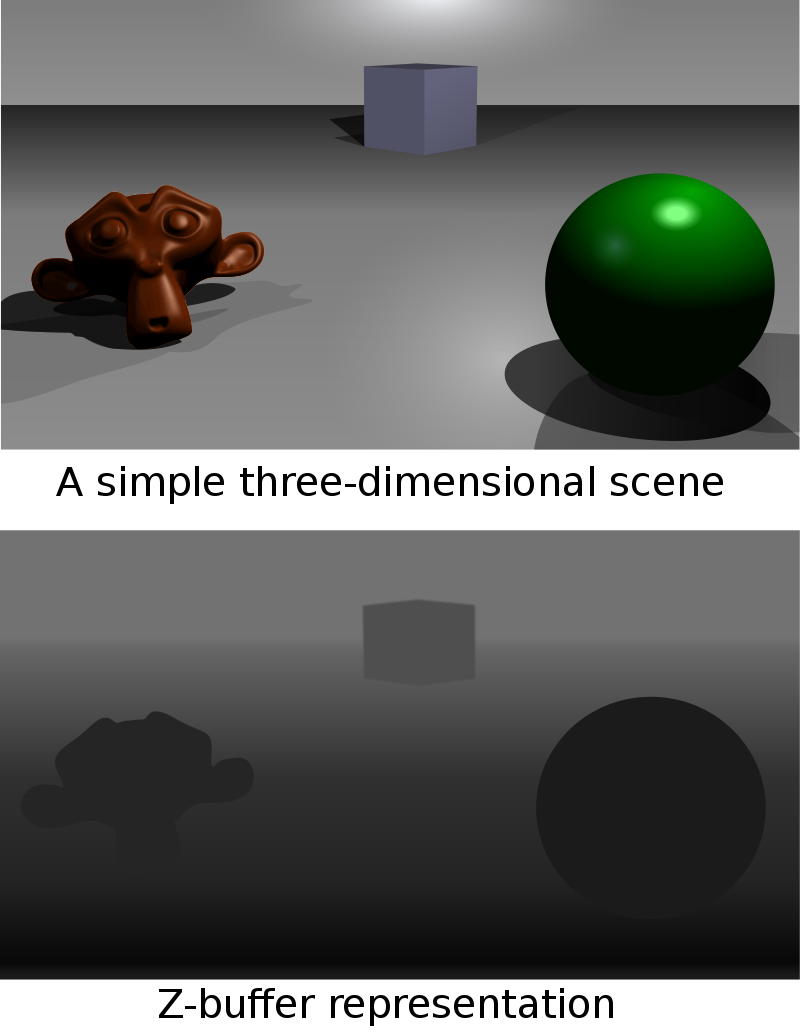 A simple three-dimensional scene
Z-buffer representation